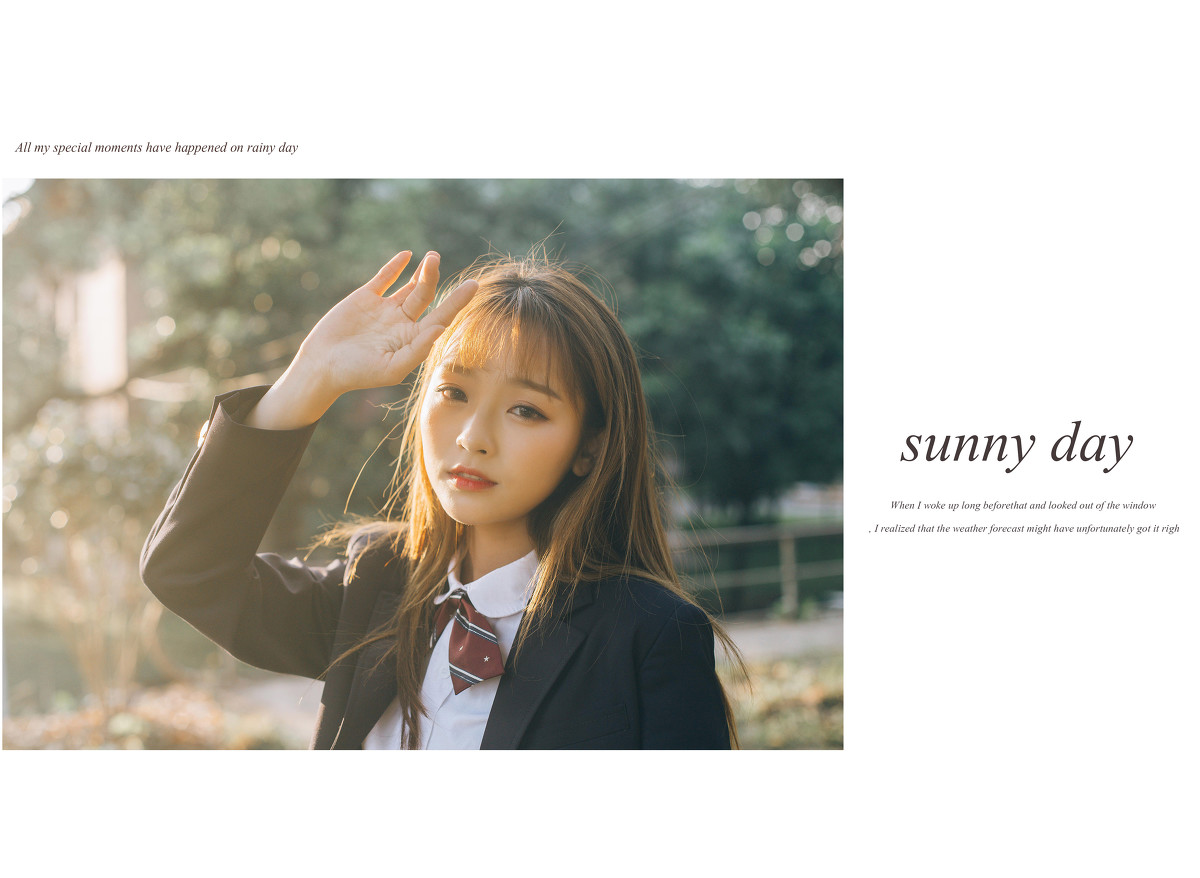 All my special moments have happened on rainy day
sunny day
When I woke up long beforethat and looked out of the window
, I realized that the weather forecast might have unfortunately got it righ